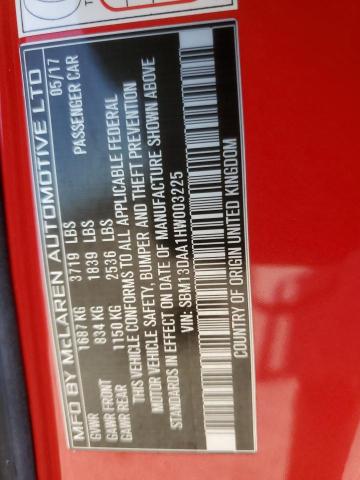 MFD BY McLAREN AUTOMOTIVE LTD
05/17
GVWR 1687 KG 3719 LBS PASSENGER CAR
GAWR FRONT 834 KG 1839 LBS
GAWR REAR 1150 KG 2536 LBS
THIS VEHICLE CONFORMS TO ALL APPLICABLE FEDERAL
MOTOR VEHICLE SAFETY, BUMPER AND THEFT PREVENTION
STANDARDS IN EFFECT ON DATE OF MANUFACTURE SHOWN ABOVE
VIN: SBM13DAA1HW003225
COUNTRY OF ORIGIN UNITED KINGDOM